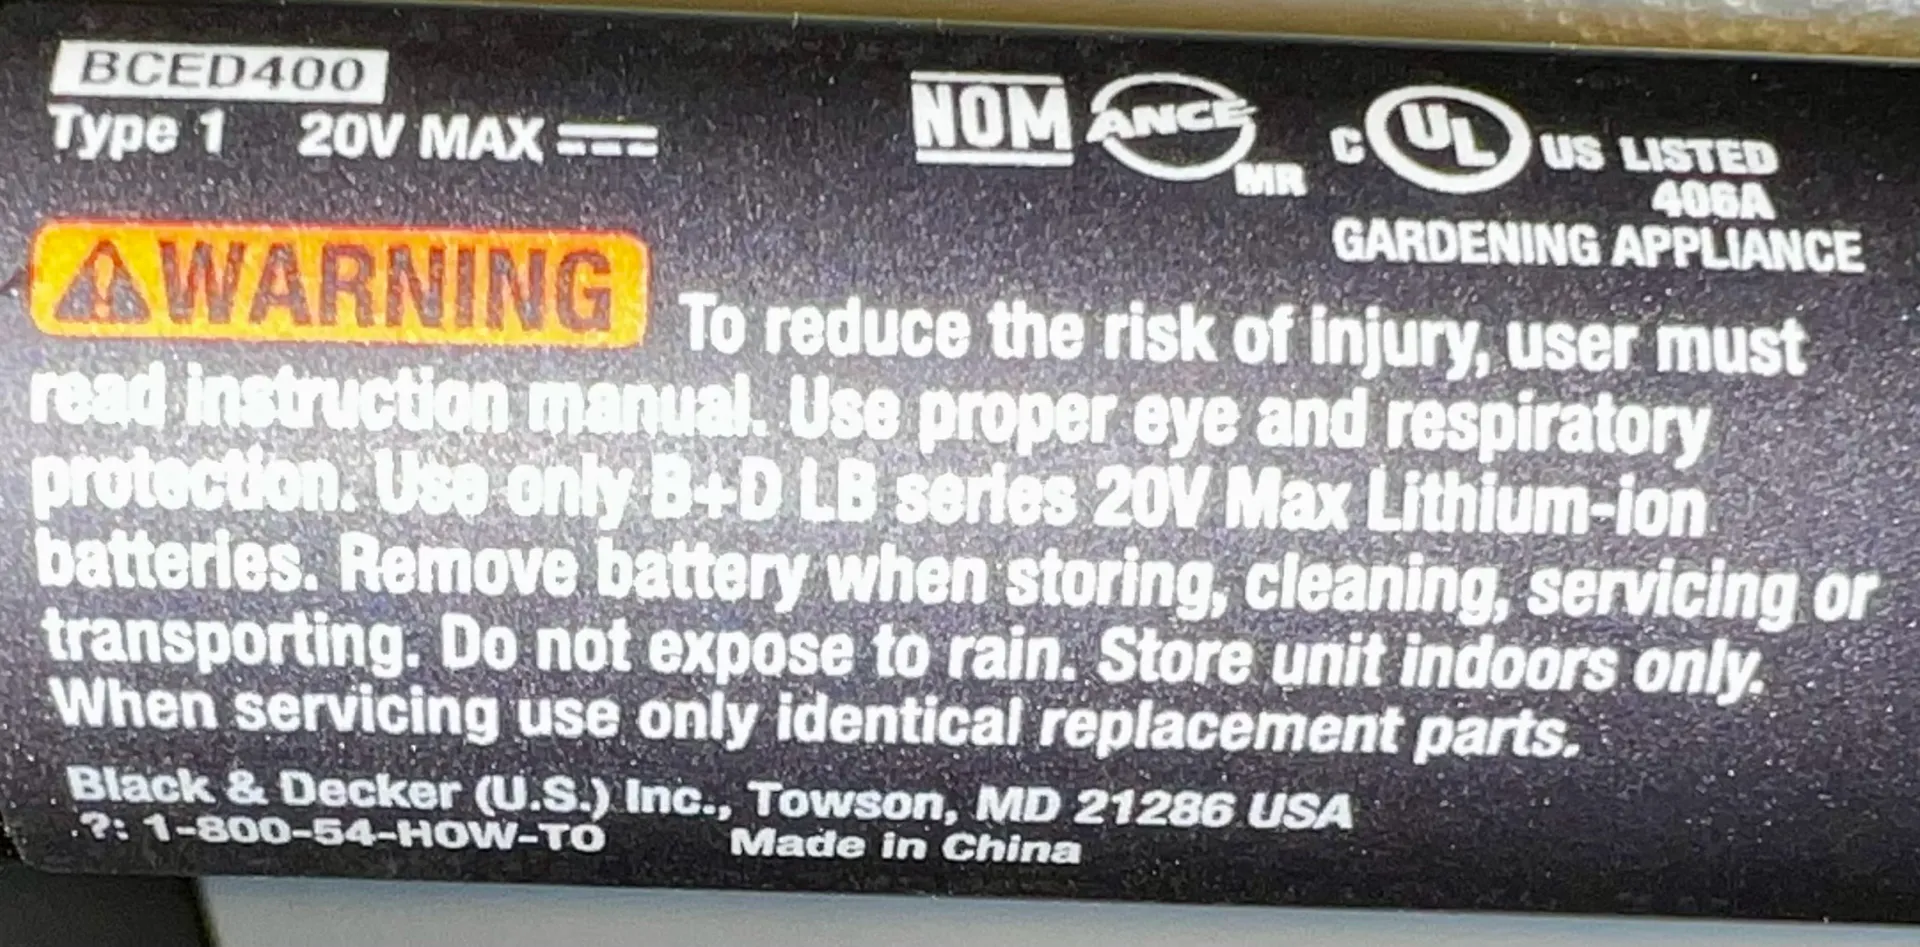 BCED400
Type 1 20V MAX
NOM ANCE MR
C UL US LISTED
406A
GARDENING APPLIANCE
WARNING To reduce the risk of injury, user must
read instruction manual. Use proper eye and respiratory
protection. Use only B+D LB series 20V Max Lithium-ion
batteries. Remove battery when storing, cleaning, servicing or
transporting. Do not expose to rain. Store unit indoors only.
When servicing use only identical replacement parts.
Black & Decker (U.S.) Inc., Towson, MD 21286 USA
.?: 1-800-54-HOW-TO Made in China